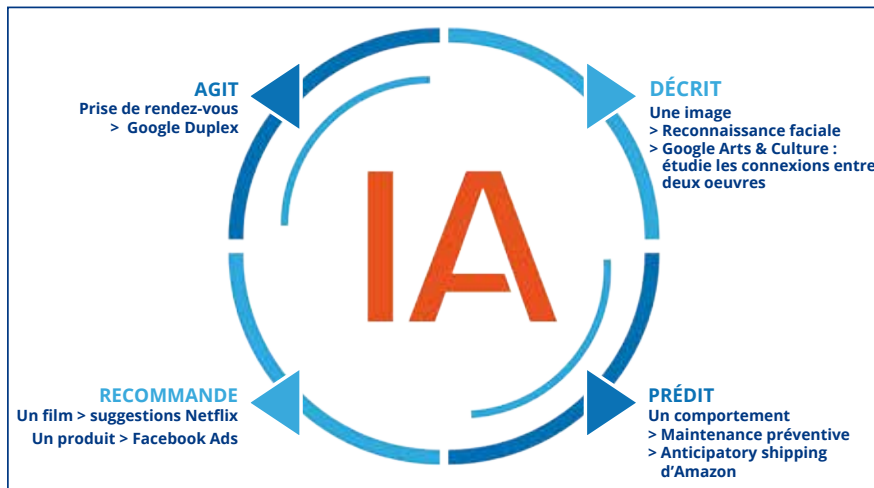 AGIT
Prise de rendez-vous
> Google Duplex
DÉCRIT
Une image
> Reconnaissance faciale
> Google Arts & Culture :
étudie les connexions entre
deux oeuvres
IA
RECOMMANDE
Un film > suggestions Netflix
Un produit > Facebook Ads
PRÉDIT
Un comportement
> Maintenance préventive
> Anticipatory shipping
d'Amazon